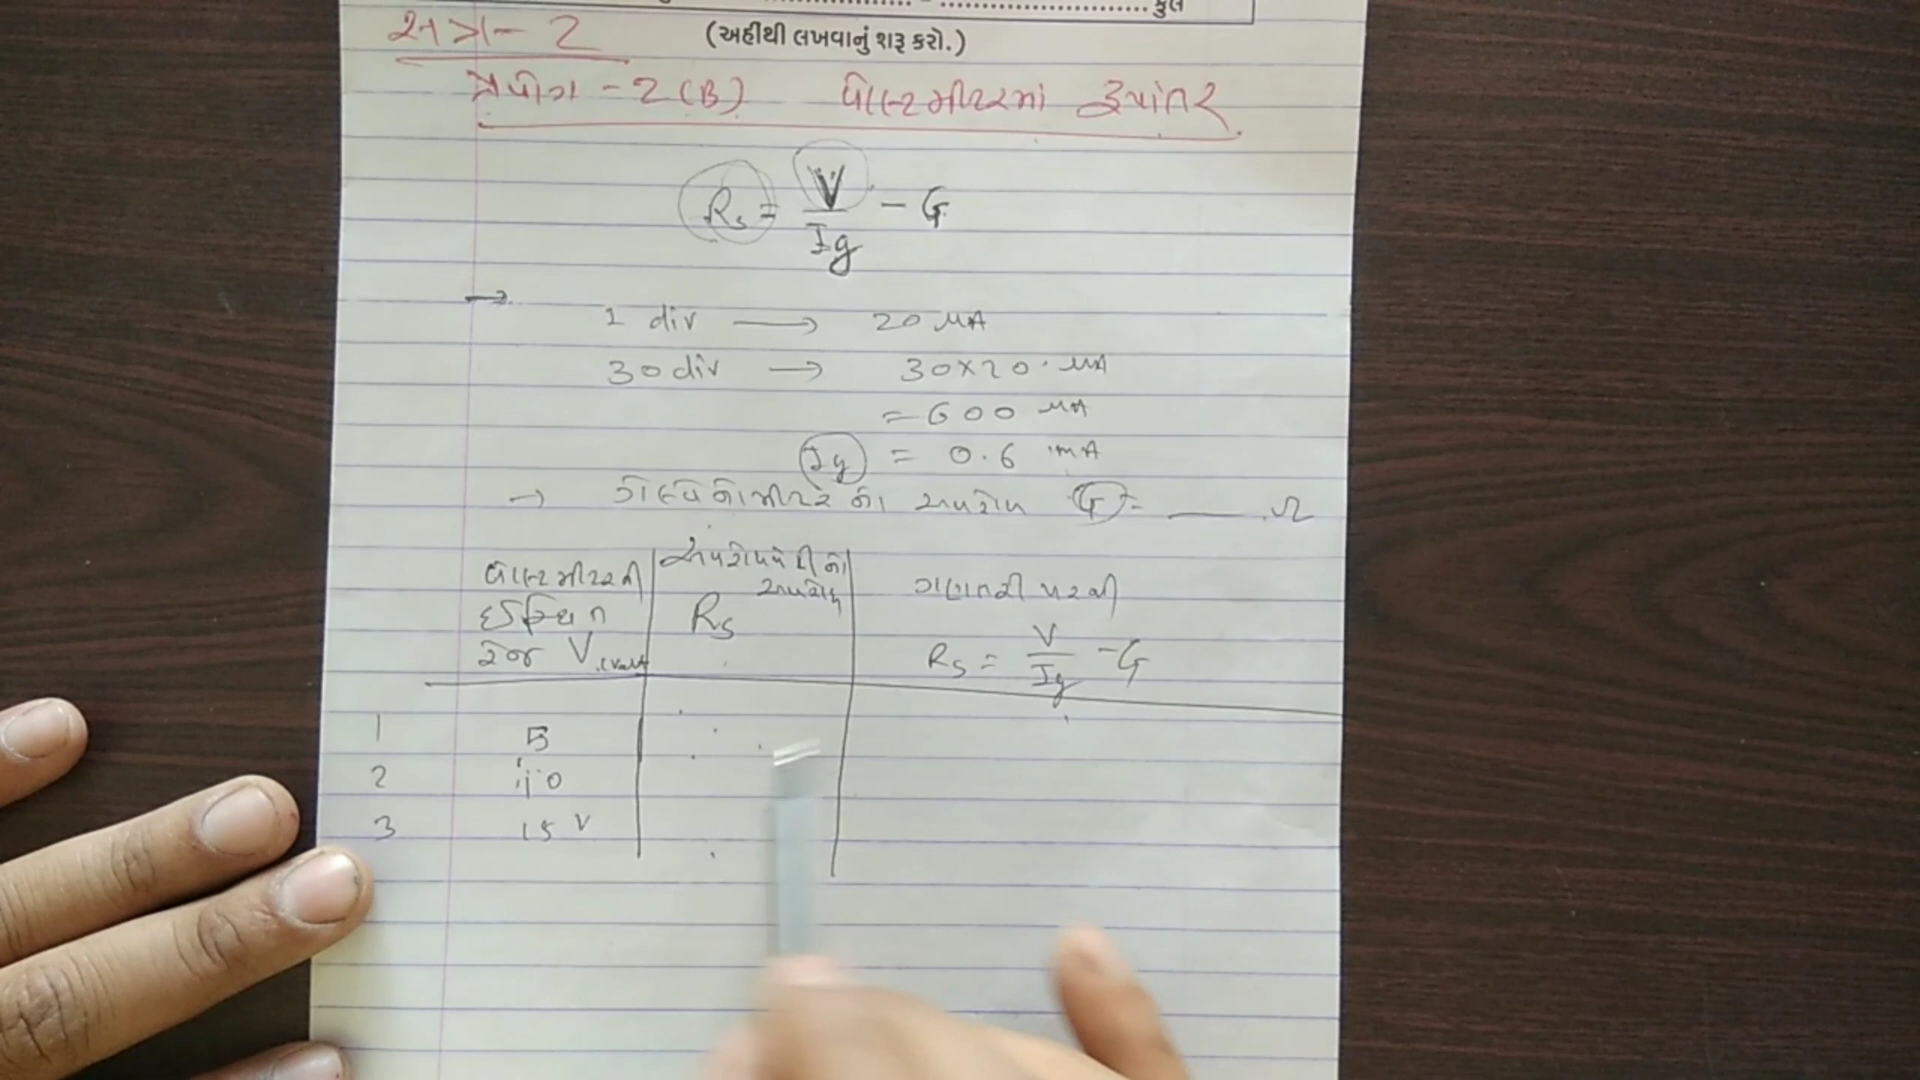 કુલ
(અહીંથી લખવાનું શરૂ કરો.)
સત્ર - 2
પ્રયોગ - 2 (B) વોલ્ટમીટરમાં રૂપાંતર
Rs = V/Ig - G
→
1 div → 20 μA
30 div → 30×20 μA
= 600 μA
Ig = 0.6 mA
→ ગેલ્વેનોમીટરનો અવરોધ G = ___ Ω
વોલ્ટમીટરની ઇચ્છિત રેન્જ V (volt)
અવરોધપેટીનો અવરોધ Rs
ગણતરી પરથી
Rs = V/Ig - G
1 5
2 10
3 15 V